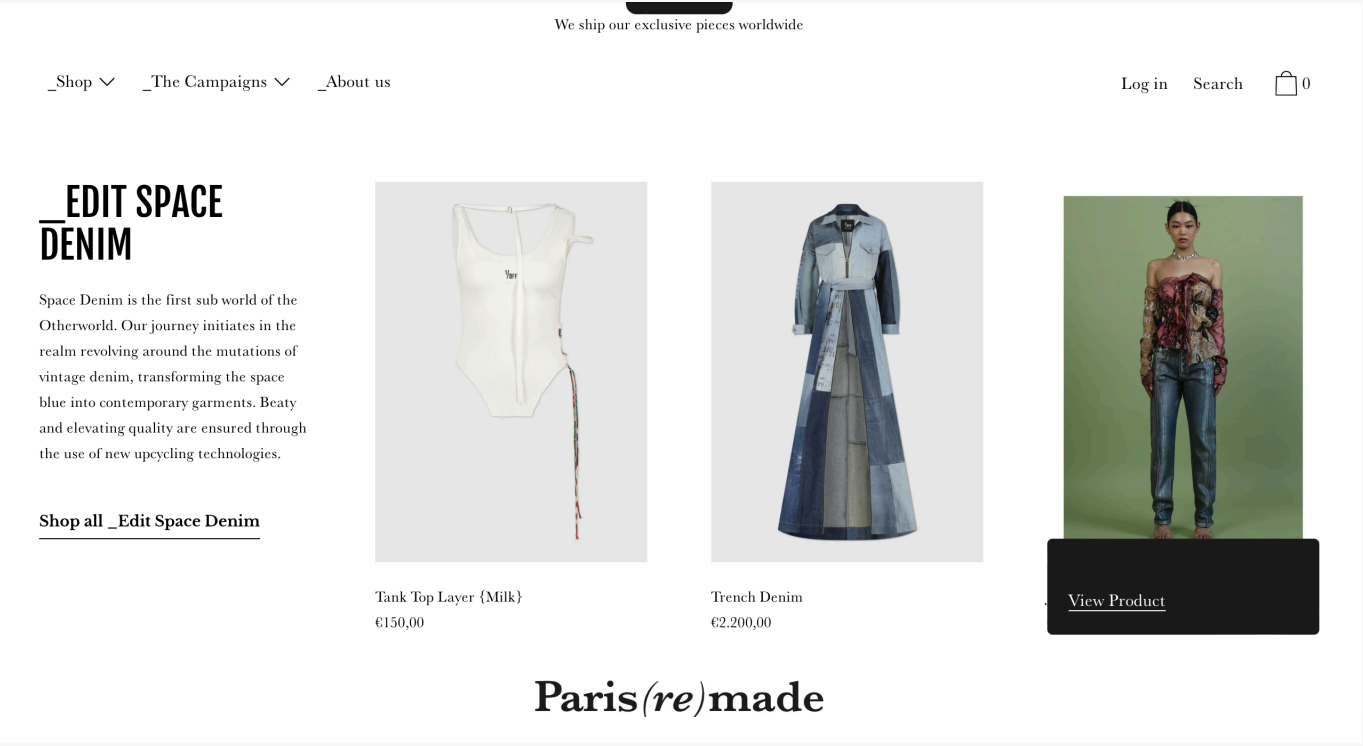 We ship our exclusive pieces worldwide
_Shop
_The Campaigns
_About us
Log in
Search
0
_EDIT SPACE
DENIM
Space Denim is the first sub world of the
Otherworld. Our journey initiates in the
realm revolving around the mutations of
vintage denim, transforming the space
blue into contemporary garments. Beaty
and elevating quality are ensured through
the use of new upcycling technologies.
Shop all _Edit Space Denim
1/OFF
Tank Top Layer {Milk}
€150,00
Trench Denim
€2.200,00
View Product
Paris(re)made